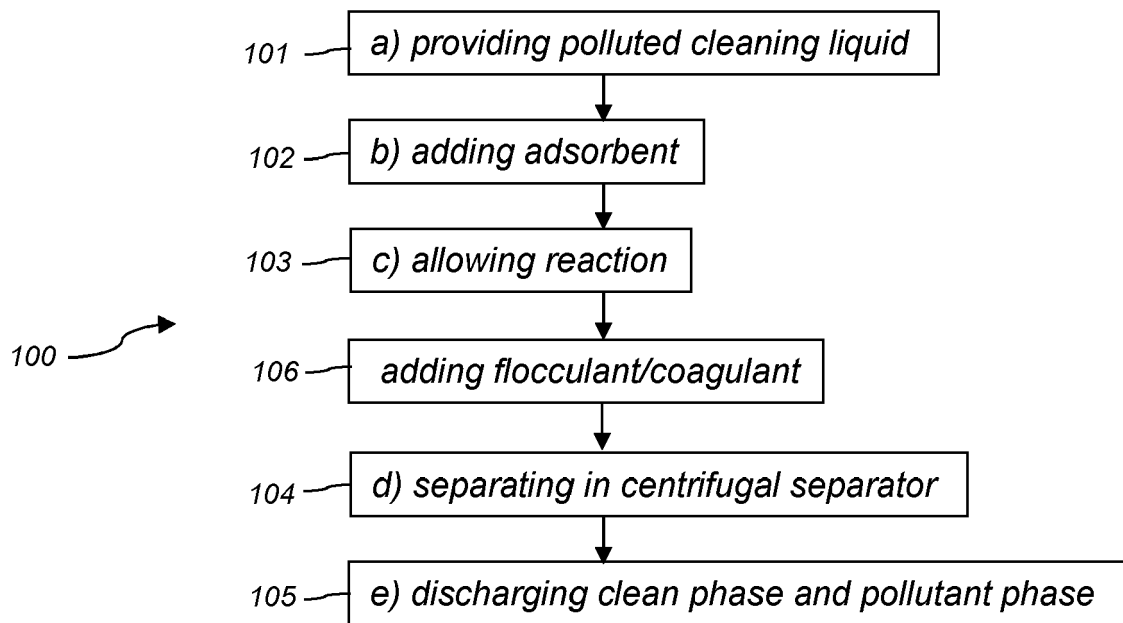 101 a) providing polluted cleaning liquid
102 b) adding adsorbent
103 c) allowing reaction
100
106 adding flocculant/coagulant
104 d) separating in centrifugal separator
105 e) discharging clean phase and pollutant phase